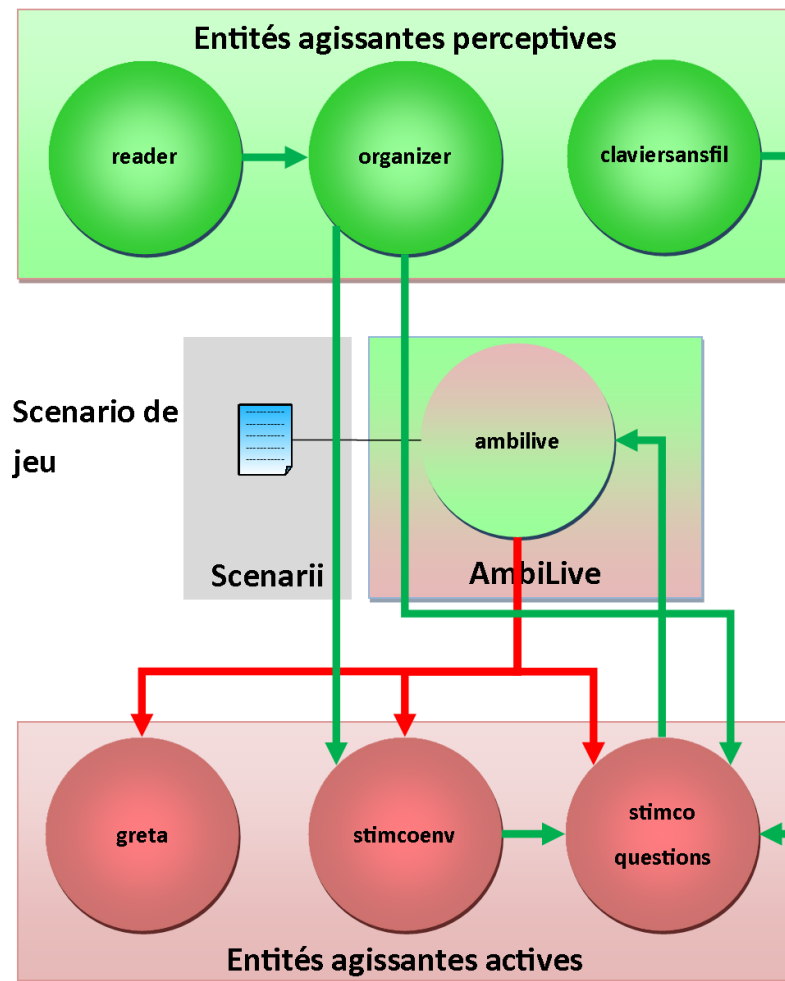 Entités agissantes perceptives
reader
organizer
claviersansfil
Scenario de
jeu
ambilive
Scenarii
AmbiLive
greta
stimcoenv
stimco
questions
Entités agissantes actives